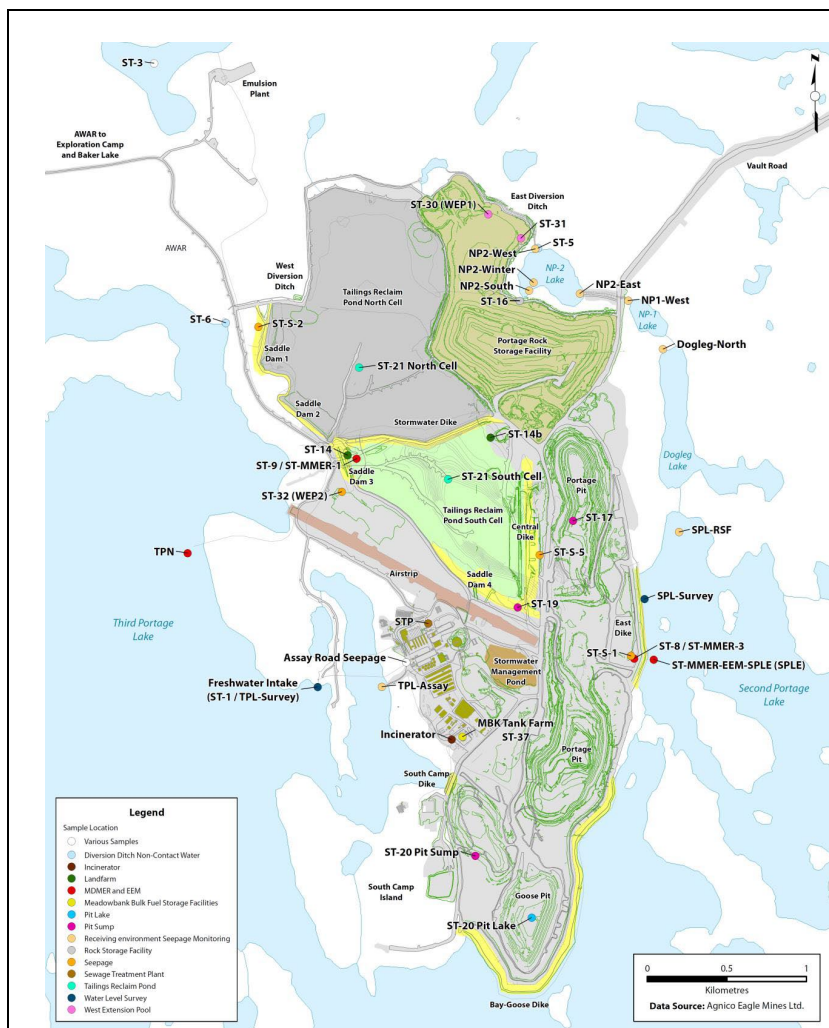 ST-3
Emulsion
Plant
N
AWAR to
Exploration Camp
and Baker Lake
Vault Road
ST-30 (WEP1)
East Diversion
Ditch
ST-31
AWAR
NP2-West
ST-5
NP2-Winter
NP-2
Lake
West
Diversion
Ditch
NP2-South
NP2-East
ST-16
NP1-West
Tailings Reclaim
Pond North Cell
NP-1
Lake
ST-6
ST-S-2
Saddle
Dam 1
Portage Rock
Storage Facility
Dogleg-North
ST-21 North Cell
Saddle
Dam 2
Stormwater Dike
ST-14b
ST-14
ST-9 / ST-MMER-1
Saddle
Dam 3
Dogleg
Lake
Portage
Pit
ST-21 South Cell
ST-32 (WEP2)
Tailings Reclaim
Pond South Cell
Central
Dike
ST-17
SPL-RSF
TPN
ST-S-5
Airstrip
Saddle
Dam 4
SPL-Survey
ST-19
Third Portage
Lake
STP
East
Dike
ST-8 / ST-MMER-3
ST-S-1
Assay Road Seepage
Stormwater
Management
Pond
ST-MMER-EEM-SPLE (SPLE)
Freshwater Intake
(ST-1 / TPL-Survey)
TPL-Assay
Second Portage
Lake
MBK Tank Farm
ST-37
Incinerator
Portage
Pit
South Camp
Dike
ST-20 Pit Sump
South Camp
Island
Goose Pit
ST-20 Pit Lake
Bay-Goose Dike
Legend
Sample Location
Various Samples
Diversion Ditch Non-Contact Water
Incinerator
Landfarm
MDMER and EEM
Meadowbank Bulk Fuel Storage Facilities
Pit Lake
Pit Sump
Receiving environment Seepage Monitoring
Rock Storage Facility
Seepage
Sewage Treatment Plant
Tailings Reclaim Pond
Water Level Survey
West Extension Pool
0 0.5 1
Kilometres
Data Source: Agnico Eagle Mines Ltd.